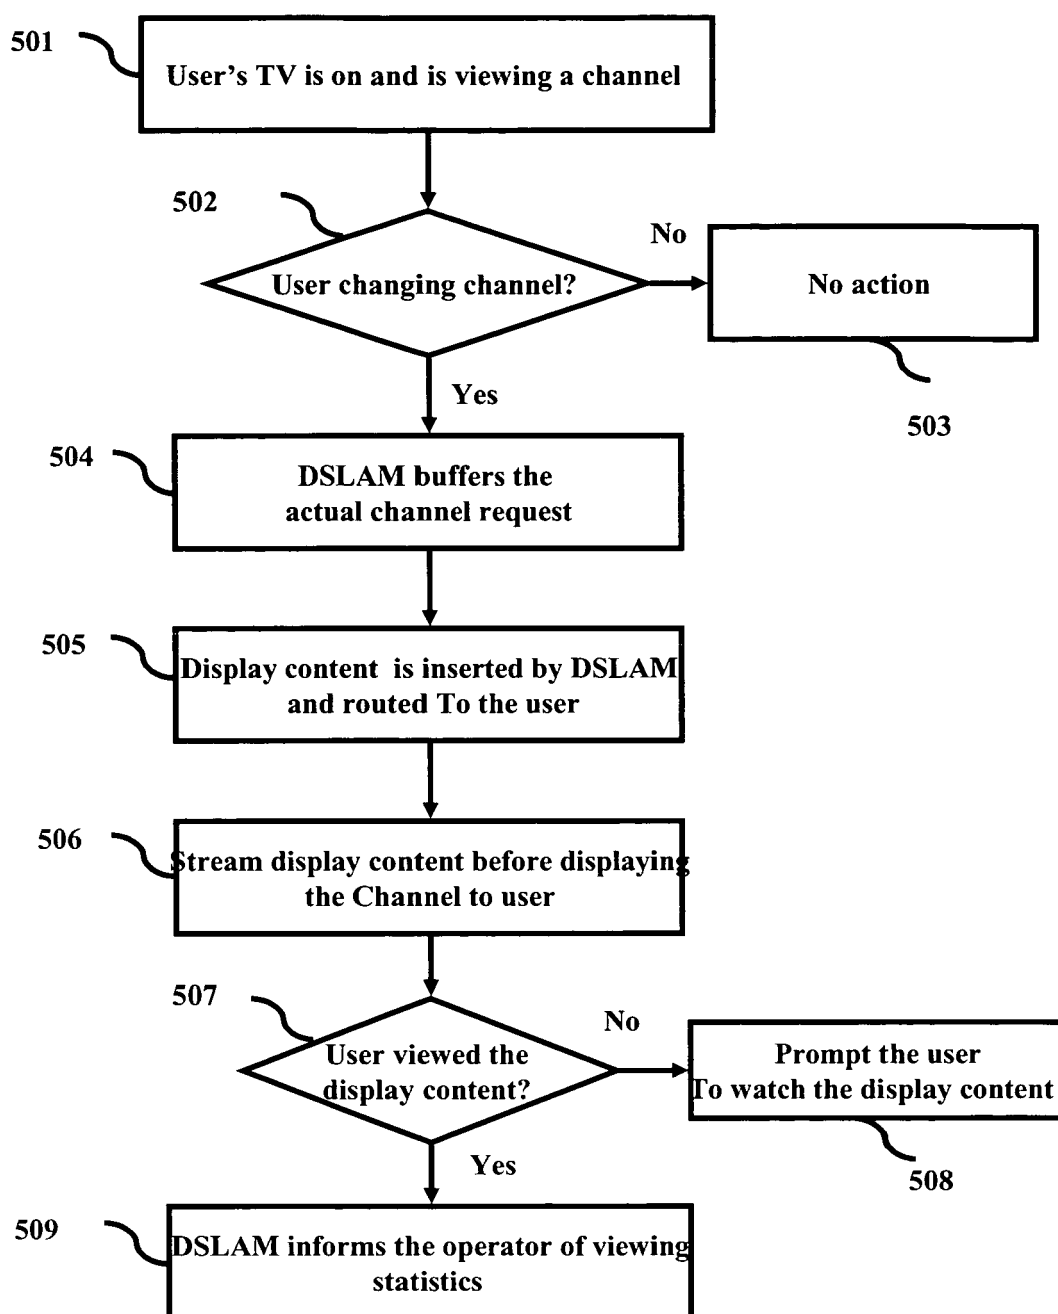 501
User's TV is on and is viewing a channel
502
User changing channel?
No
No action
503
Yes
504
DSLAM buffers the
actual channel request
505
Display content is inserted by DSLAM
and routed To the user
506
Stream display content before displaying
the Channel to user
507
User viewed the
display content?
No
Prompt the user
To watch the display content
508
Yes
509
DSLAM informs the operator of viewing
statistics